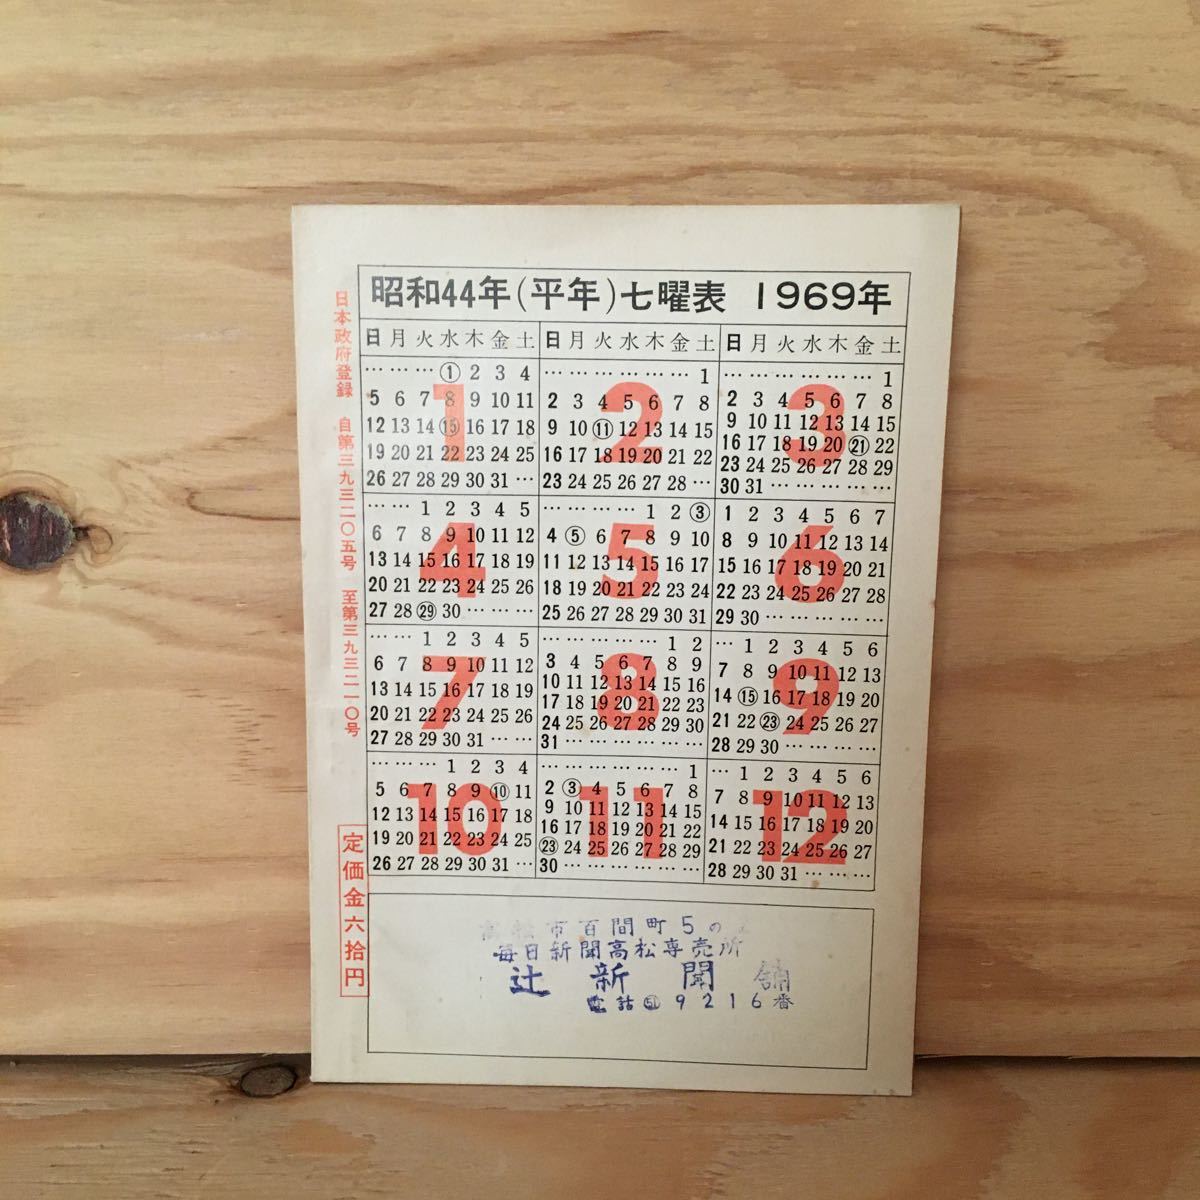 昭和44年(平年)七曜表 1969年
日 月 火 水 木 金 土
日 月 火 水 木 金 土
日 月 火 水 木 金 土
1
… … … ① 2 3 4
5 6 7 8 9 10 11
12 13 14 ⑮ 16 17 18
19 20 21 22 23 24 25
26 27 28 29 30 31 …
2
… … … … … … 1
2 3 4 5 6 7 8
9 10 ⑪ 12 13 14 15
16 17 18 19 20 21 22
23 24 25 26 27 28 …
3
… … … … … … 1
2 3 4 5 6 7 8
9 10 11 12 13 14 15
16 17 18 19 20 ㉑ 22
23 24 25 26 27 28 29
30 31 … … … … …
4
… … 1 2 3 4 5
6 7 8 9 10 11 12
13 14 15 16 17 18 19
20 21 22 23 24 25 26
27 28 ㉙ 30 … … …
5
… … … … 1 2 ③
4 ⑤ 6 7 8 9 10
11 12 13 14 15 16 17
18 19 20 21 22 23 24
25 26 27 28 29 30 31
6
1 2 3 4 5 6 7
8 9 10 11 12 13 14
15 16 17 18 19 20 21
22 23 24 25 26 27 28
29 30 … … … … …
7
… … 1 2 3 4 5
6 7 8 9 10 11 12
13 14 15 16 17 18 19
20 21 22 23 24 25 26
27 28 29 30 31 … …
8
… … … … … 1 2
3 4 5 6 7 8 9
10 11 12 13 14 15 16
17 18 19 20 21 22 23
24 25 26 27 28 29 30
31 … … … … … …
9
… 1 2 3 4 5 6
7 8 9 10 11 12 13
14 ⑮ 16 17 18 19 20
21 22 ㉓ 24 25 26 27
28 29 30 … … … …
10
… … … 1 2 3 4
5 6 7 8 9 ⑩ 11
12 13 14 15 16 17 18
19 20 21 22 23 24 25
26 27 28 29 30 31 …
11
… … … … … … 1
2 ③ 4 5 6 7 8
9 10 11 12 13 14 15
16 17 18 19 20 21 22
㉓ 24 25 26 27 28 29
30 … … … … … …
12
… 1 2 3 4 5 6
7 8 9 10 11 12 13
14 15 16 17 18 19 20
21 22 23 24 25 26 27
28 29 30 31 … … …
日本政府登録 自第三九三二〇五号 至第三九三二一〇号
定価金六拾円
高松市百間町5の
毎日新聞高松専売所
辻 新聞舗
電話(51)9216番